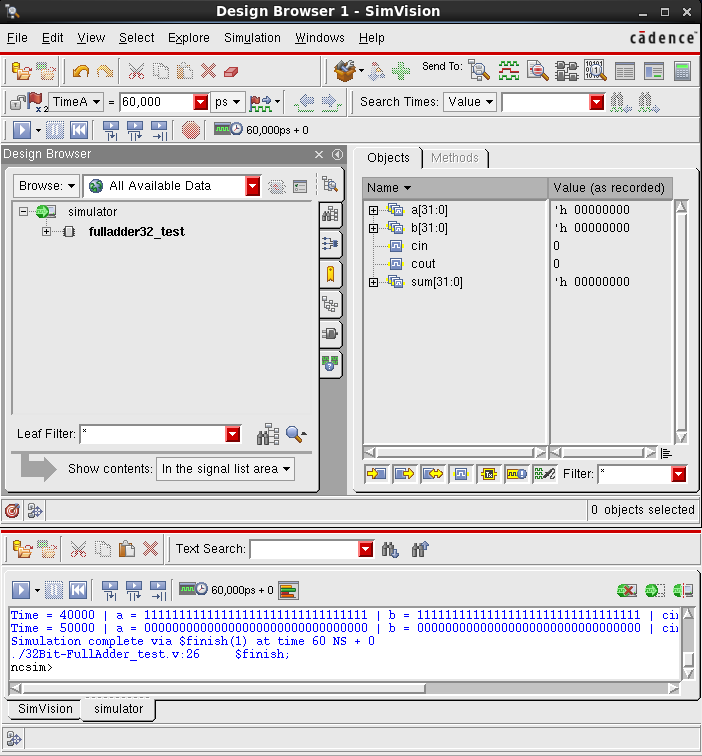 Design Browser 1 - SimVision
File Edit View Select Explore Simulation Windows Help cādence
Send To:
TimeA = 60,000 ps Search Times: Value
60,000ps + 0
Design Browser
Objects Methods
Browse: All Available Data
Name Value (as recorded)
simulator
fulladder32_test
a[31:0] 'h 00000000
b[31:0] 'h 00000000
cin 0
cout 0
sum[31:0] 'h 00000000
Leaf Filter: *
Show contents: In the signal list area
Filter: *
0 objects selected
Text Search:
60,000ps + 0
Time = 40000 | a = 11111111111111111111111111111111 | b = 11111111111111111111111111111111 | ci
Time = 50000 | a = 00000000000000000000000000000000 | b = 00000000000000000000000000000000 | ci
Simulation complete via $finish(1) at time 60 NS + 0
./32Bit-FullAdder_test.v:26 $finish;
ncsim>
SimVision simulator